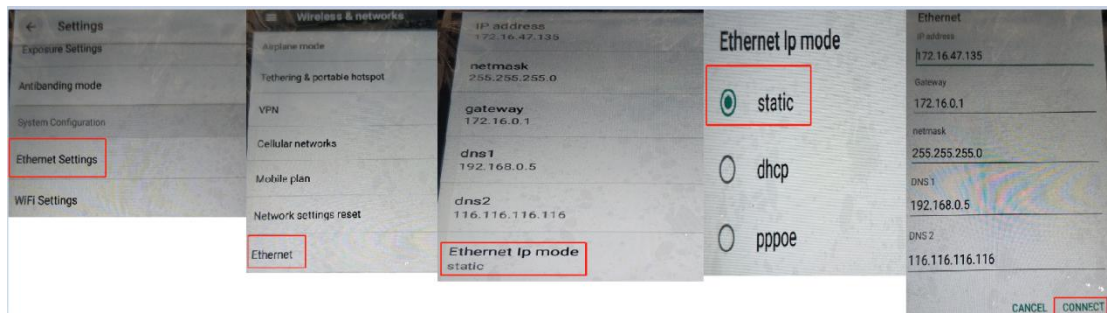 Settings
Exposure Settings
Antibanding mode
System Configuration
Ethernet Settings
WiFi Settings
Wireless & networks
Airplane mode
Tethering & portable hotspot
VPN
Cellular networks
Mobile plan
Network settings reset
Ethernet
IP address
172.16.47.135
netmask
255.255.255.0
gateway
172.16.0.1
dns1
192.168.0.5
dns2
116.116.116.116
Ethernet Ip mode
static
Ethernet Ip mode
static
dhcp
pppoe
Ethernet
IP address
172.16.47.135
Gateway
172.16.0.1
netmask
255.255.255.0
DNS 1
192.168.0.5
DNS 2
116.116.116.116
CANCEL CONNECT